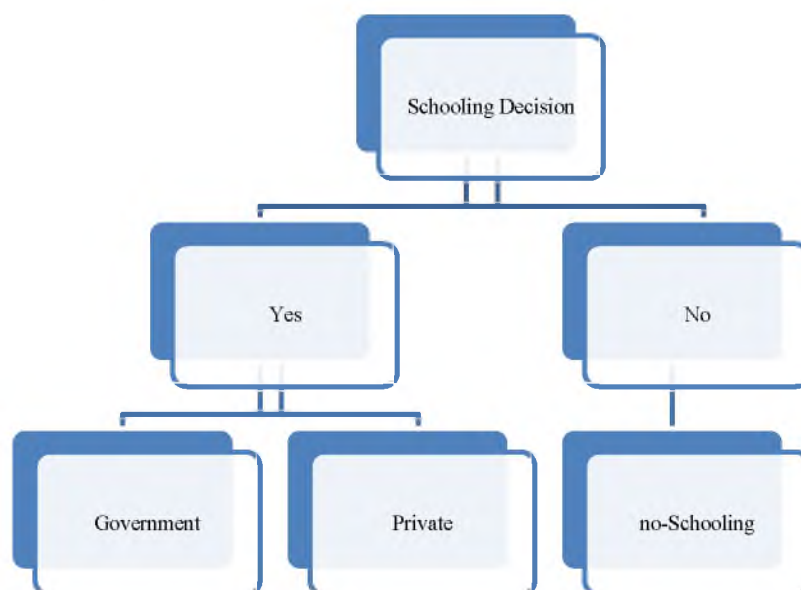 Schooling Decision
Yes
No
Government
Private
no-Schooling